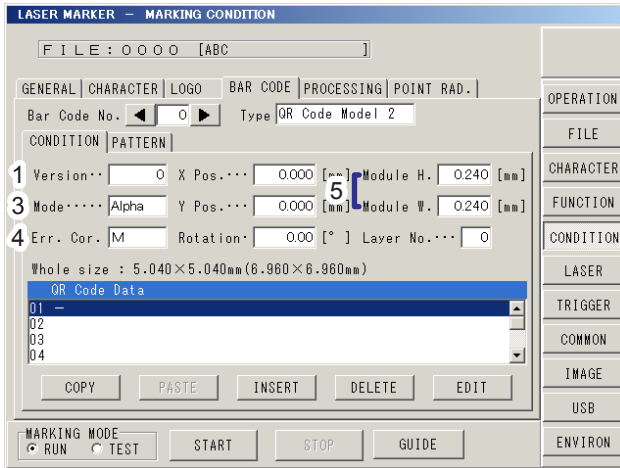 LASER MARKER － MARKING CONDITION
FILE:0000 [ABC ]
GENERAL CHARACTER LOGO BAR CODE PROCESSING POINT RAD.
Bar Code No. ◀ 0 ▶ Type QR Code Model 2
CONDITION PATTERN
1 Version·· 0 X Pos.··· 0.000 [mm] Module H. 0.240 [mm]
5
3 Mode····· Alpha Y Pos.··· 0.000 [mm] Module W. 0.240 [mm]
4 Err. Cor. M Rotation· 0.00 [° ] Layer No.··· 0
Whole size : 5.040×5.040mm(6.960×6.960mm)
QR Code Data
01 －
02
03
04
COPY PASTE INSERT DELETE EDIT
MARKING MODE
RUN TEST START STOP GUIDE
OPERATION
FILE
CHARACTER
FUNCTION
CONDITION
LASER
TRIGGER
COMMON
IMAGE
USB
ENVIRON